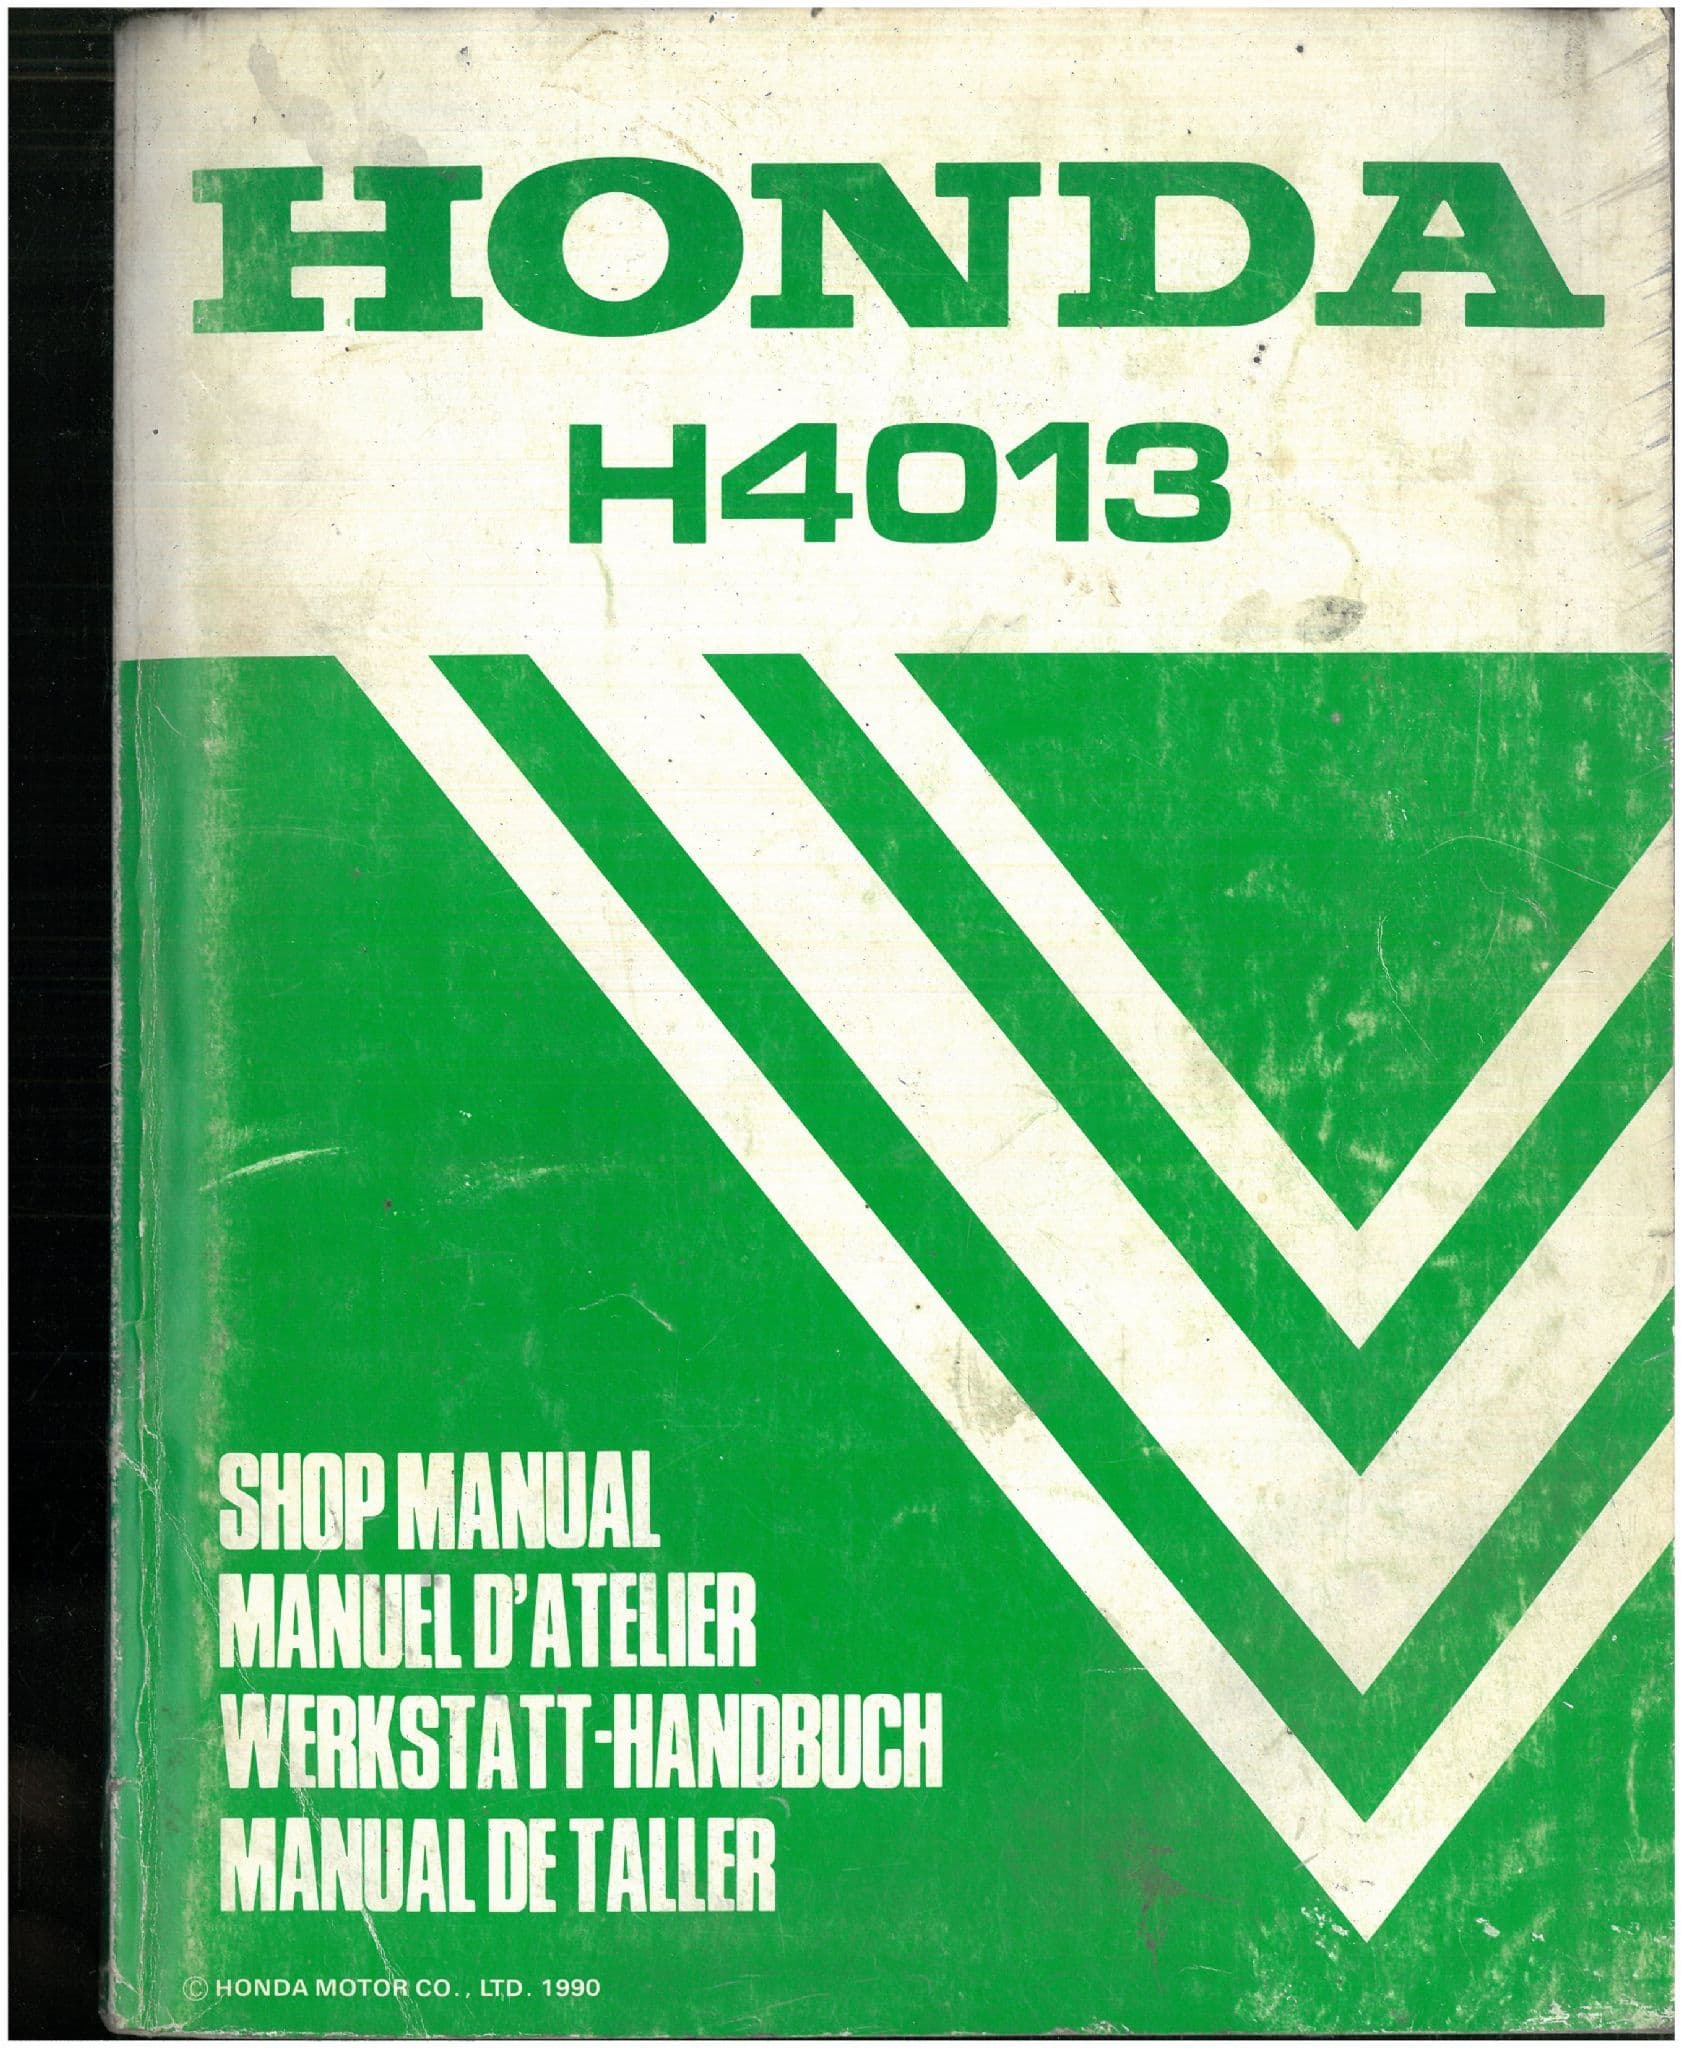 HONDA
H4013
SHOP MANUAL
MANUEL D'ATELIER
WERKSTATT-HANDBUCH
MANUAL DE TALLER
© HONDA MOTOR CO., LTD. 1990